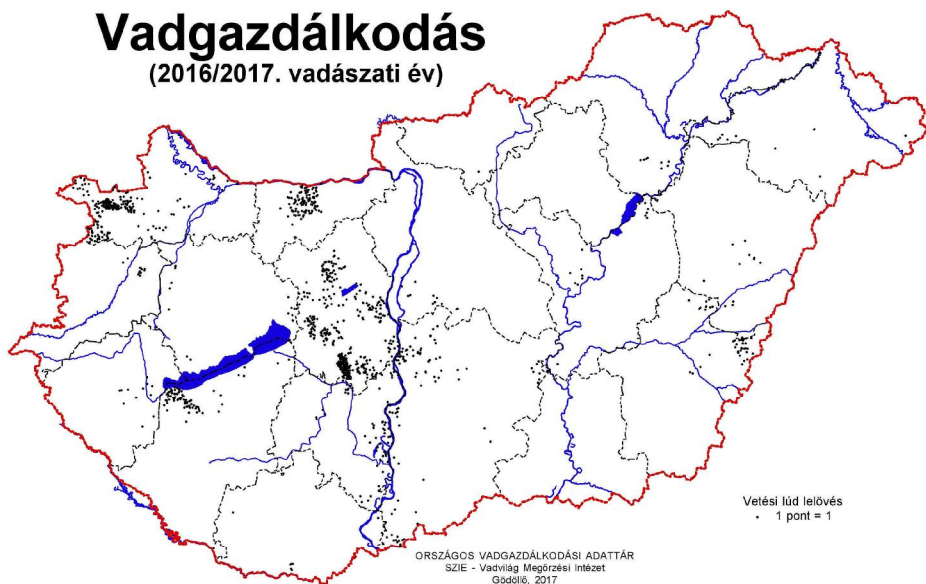 Vadgazdálkodás
(2016/2017. vadászati év)
Vetési lúd lelövés
1 pont = 1
ORSZÁGOS VADGAZDÁLKODÁSI ADATTÁR
SZIE - Vadvilág Megőrzési Intézet
Gödöllő, 2017